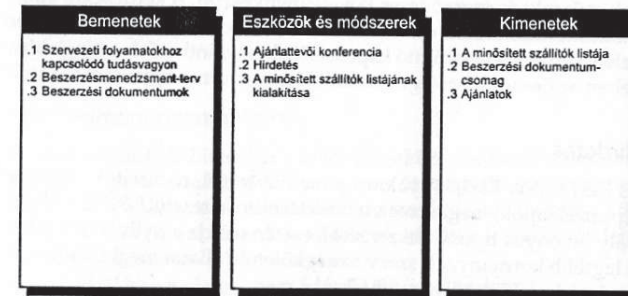 Bemenetek
.1 Szervezeti folyamatokhoz
kapcsolódó tudásvagyon
.2 Beszerzésmenedzsment-terv
.3 Beszerzési dokumentumok
Eszközök és módszerek
.1 Ajánlattevői konferencia
.2 Hirdetés
.3 A minősített szállítók listájának
kialakítása
Kimenetek
.1 A minősített szállítók listája
.2 Beszerzési dokumentum-
csomag
.3 Ajánlatok